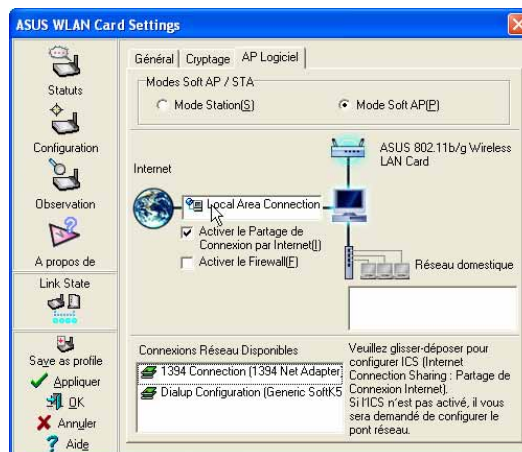 ASUS WLAN Card Settings
Statuts
Configuration
Observation
A propos de
Link State
Save as profile
Appliquer
OK
Annuler
Aide
Général
Cryptage
AP Logiciel
Modes Soft AP / STA
Mode Station(S)
Mode Soft AP(P)
ASUS 802.11b/g Wireless
LAN Card
Internet
Local Area Connection
Activer le Partage de
Connexion par Internet(I)
Activer le Firewall(F)
Réseau domestique
Connexions Réseau Disponibles
1394 Connection (1394 Net Adapter)
Dialup Configuration (Generic SoftK5
Veuillez glisser-déposer pour
configurer ICS (Internet
Connection Sharing : Partage de
Connexion Internet).
Si l'ICS n'est pas activé, il vous
sera demandé de configurer le
pont réseau.